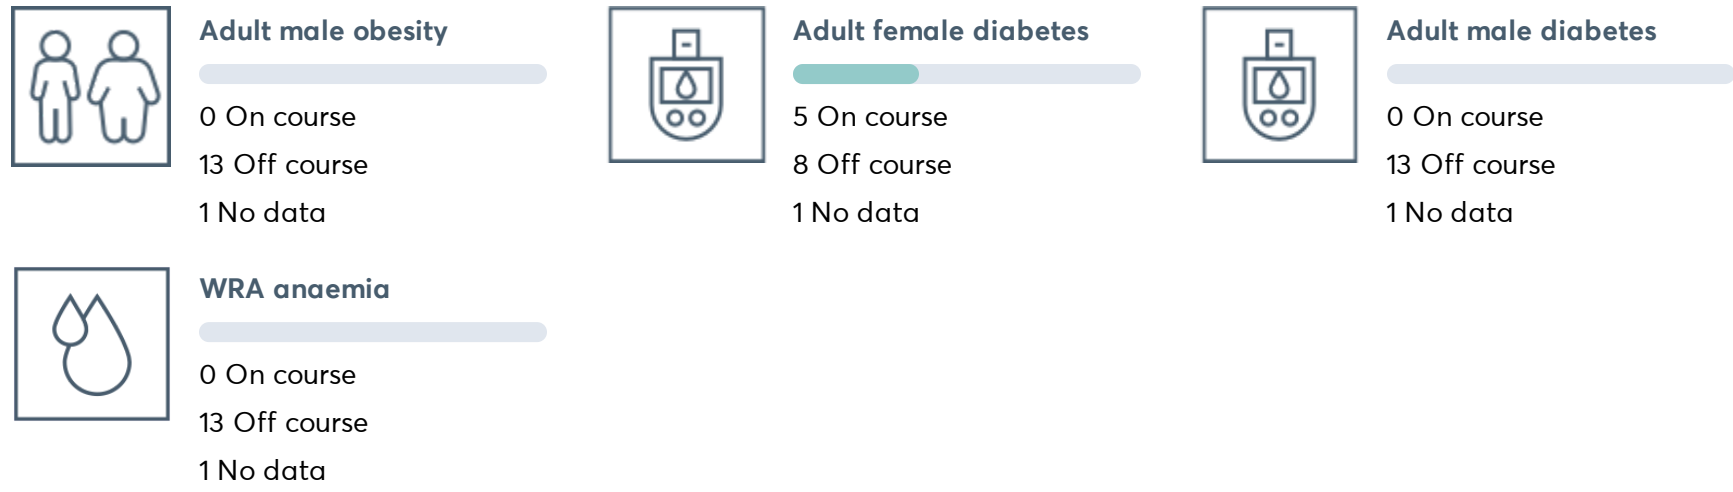 Adult male obesity
0 On course
13 Off course
1 No data
Adult female diabetes
5 On course
8 Off course
1 No data
Adult male diabetes
0 On course
13 Off course
1 No data
WRA anaemia
0 On course
13 Off course
1 No data